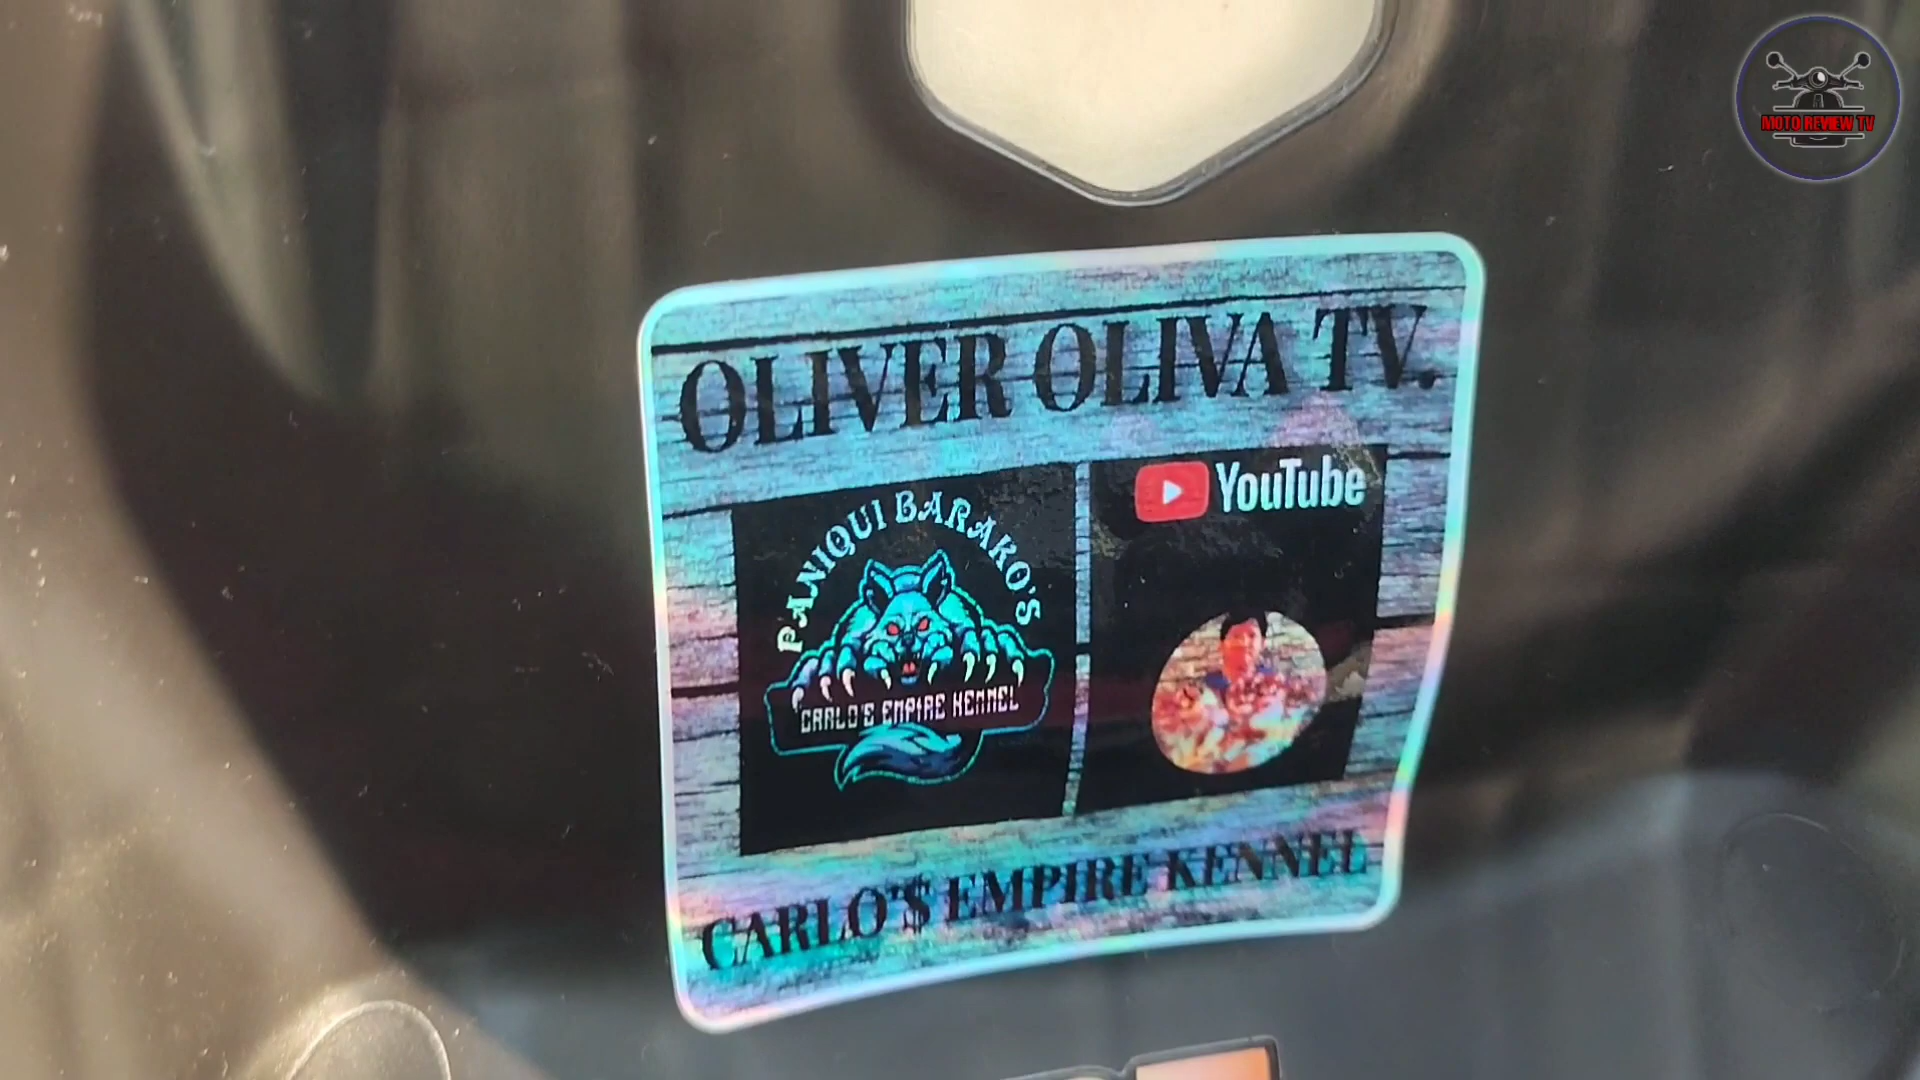 MOTO REVIEW TV
OLIVER OLIVA TV.
PANIQUI BARAKO'S
CARLO'S EMPIRE KENNEL
YouTube
CARLO'$ EMPIRE KENNEL